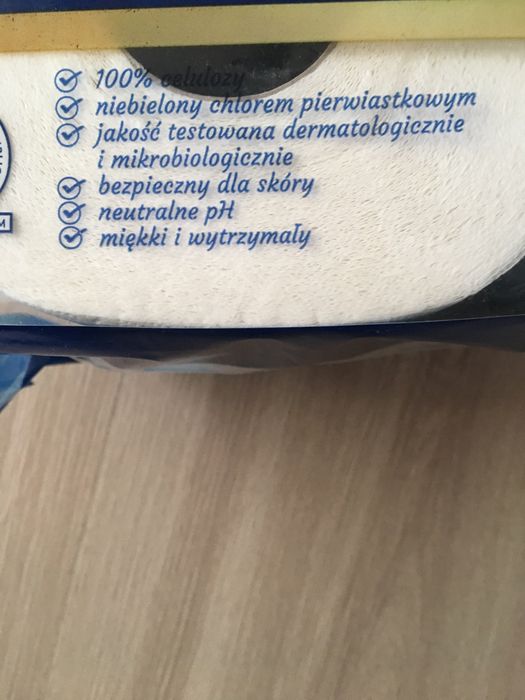 100% celulozy
niebielony chlorem pierwiastkowym
jakość testowana dermatologicznie
i mikrobiologicznie
bezpieczny dla skóry
neutralne pH
miękki i wytrzymały